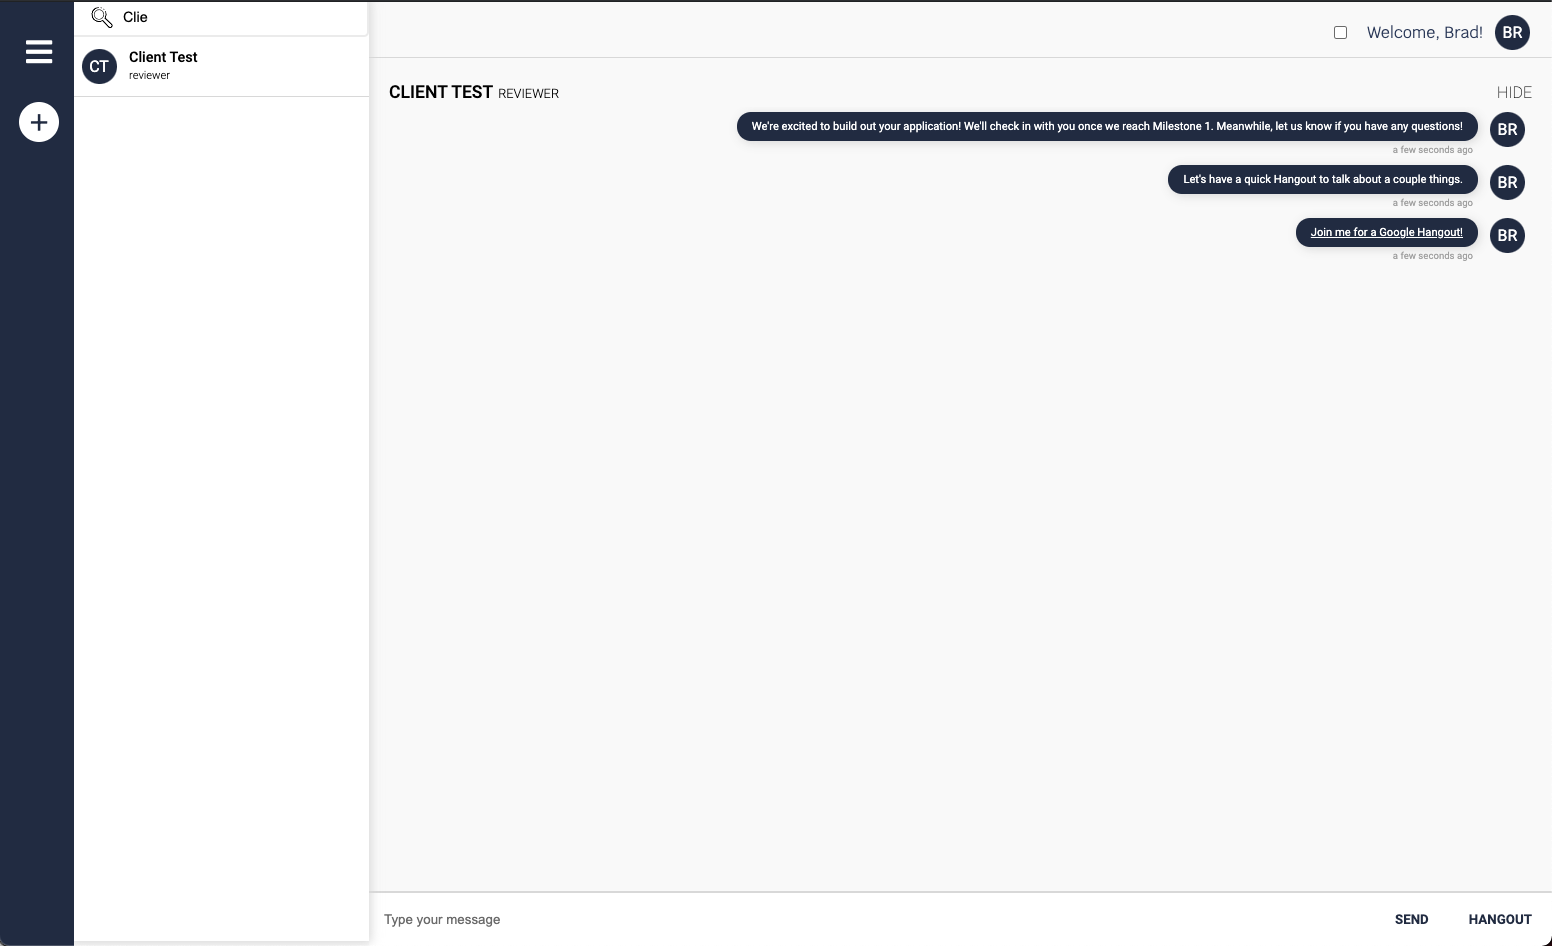 Clie
CT
Client Test
reviewer
Welcome, Brad!
BR
CLIENT TEST REVIEWER
HIDE
We're excited to build out your application! We'll check in with you once we reach Milestone 1. Meanwhile, let us know if you have any questions!
BR
a few seconds ago
Let's have a quick Hangout to talk about a couple things.
BR
a few seconds ago
Join me for a Google Hangout!
BR
a few seconds ago
Type your message
SEND
HANGOUT